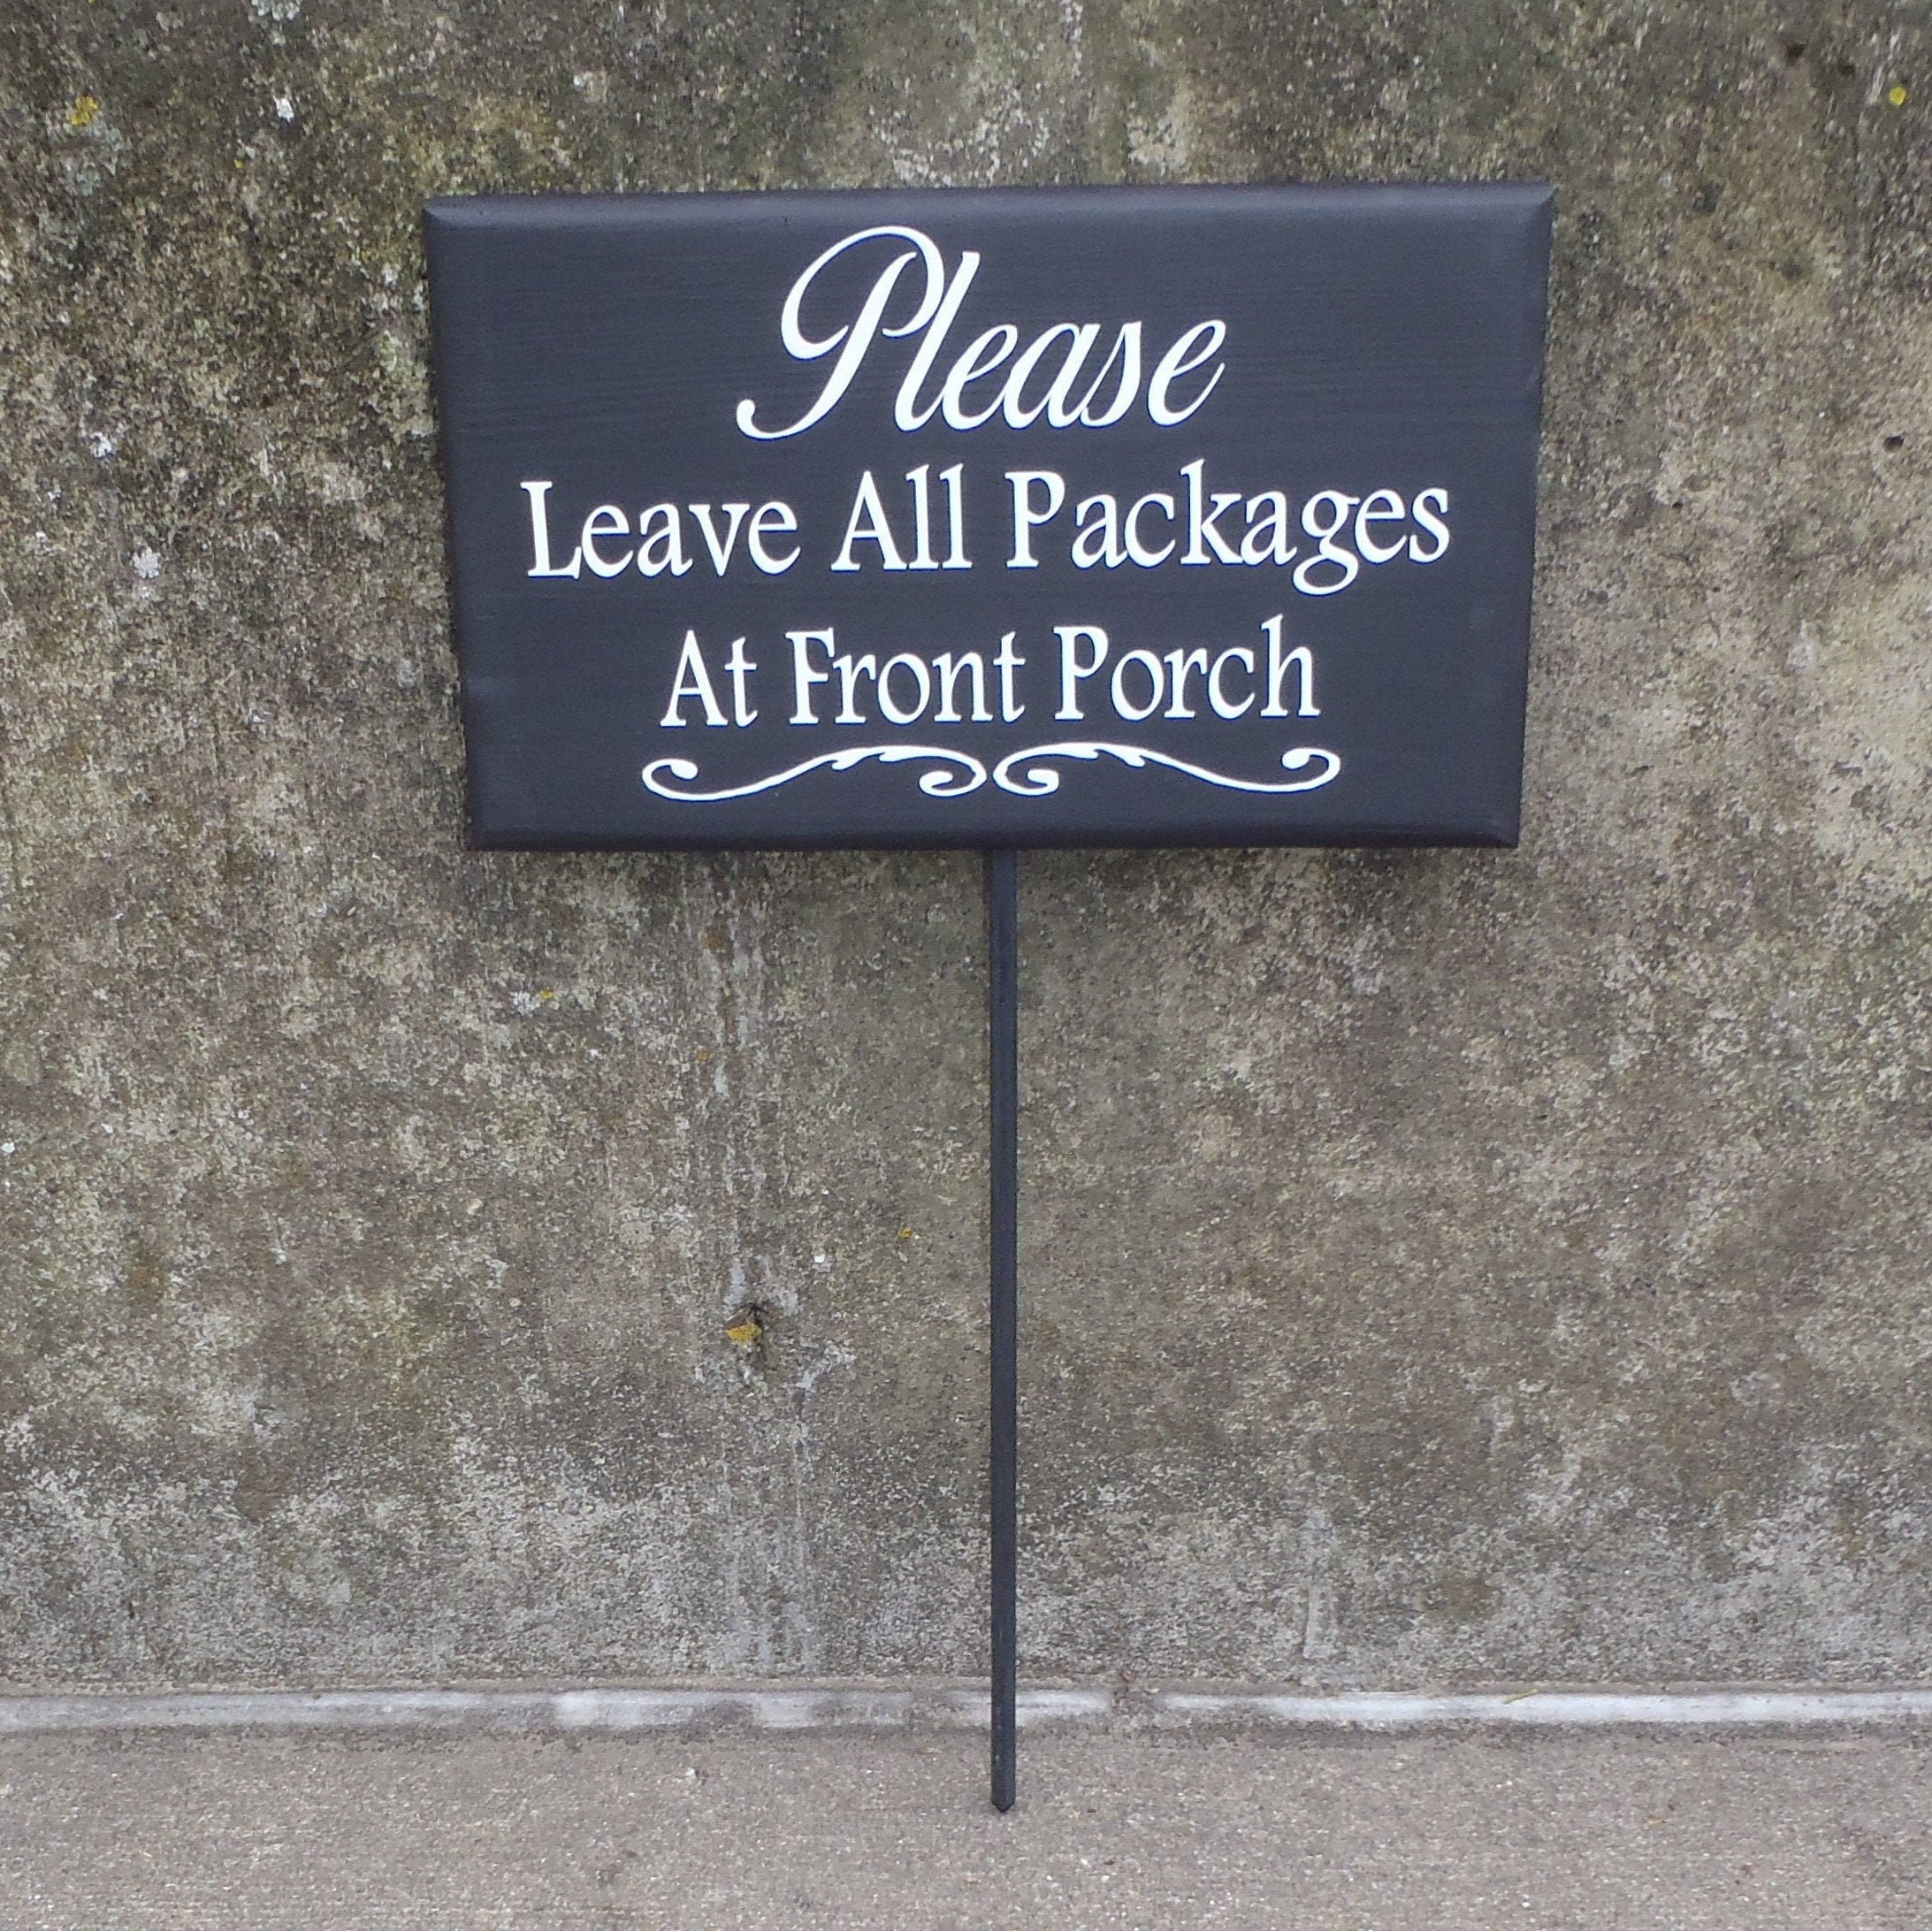 Please
Leave All Packages
At Front Porch